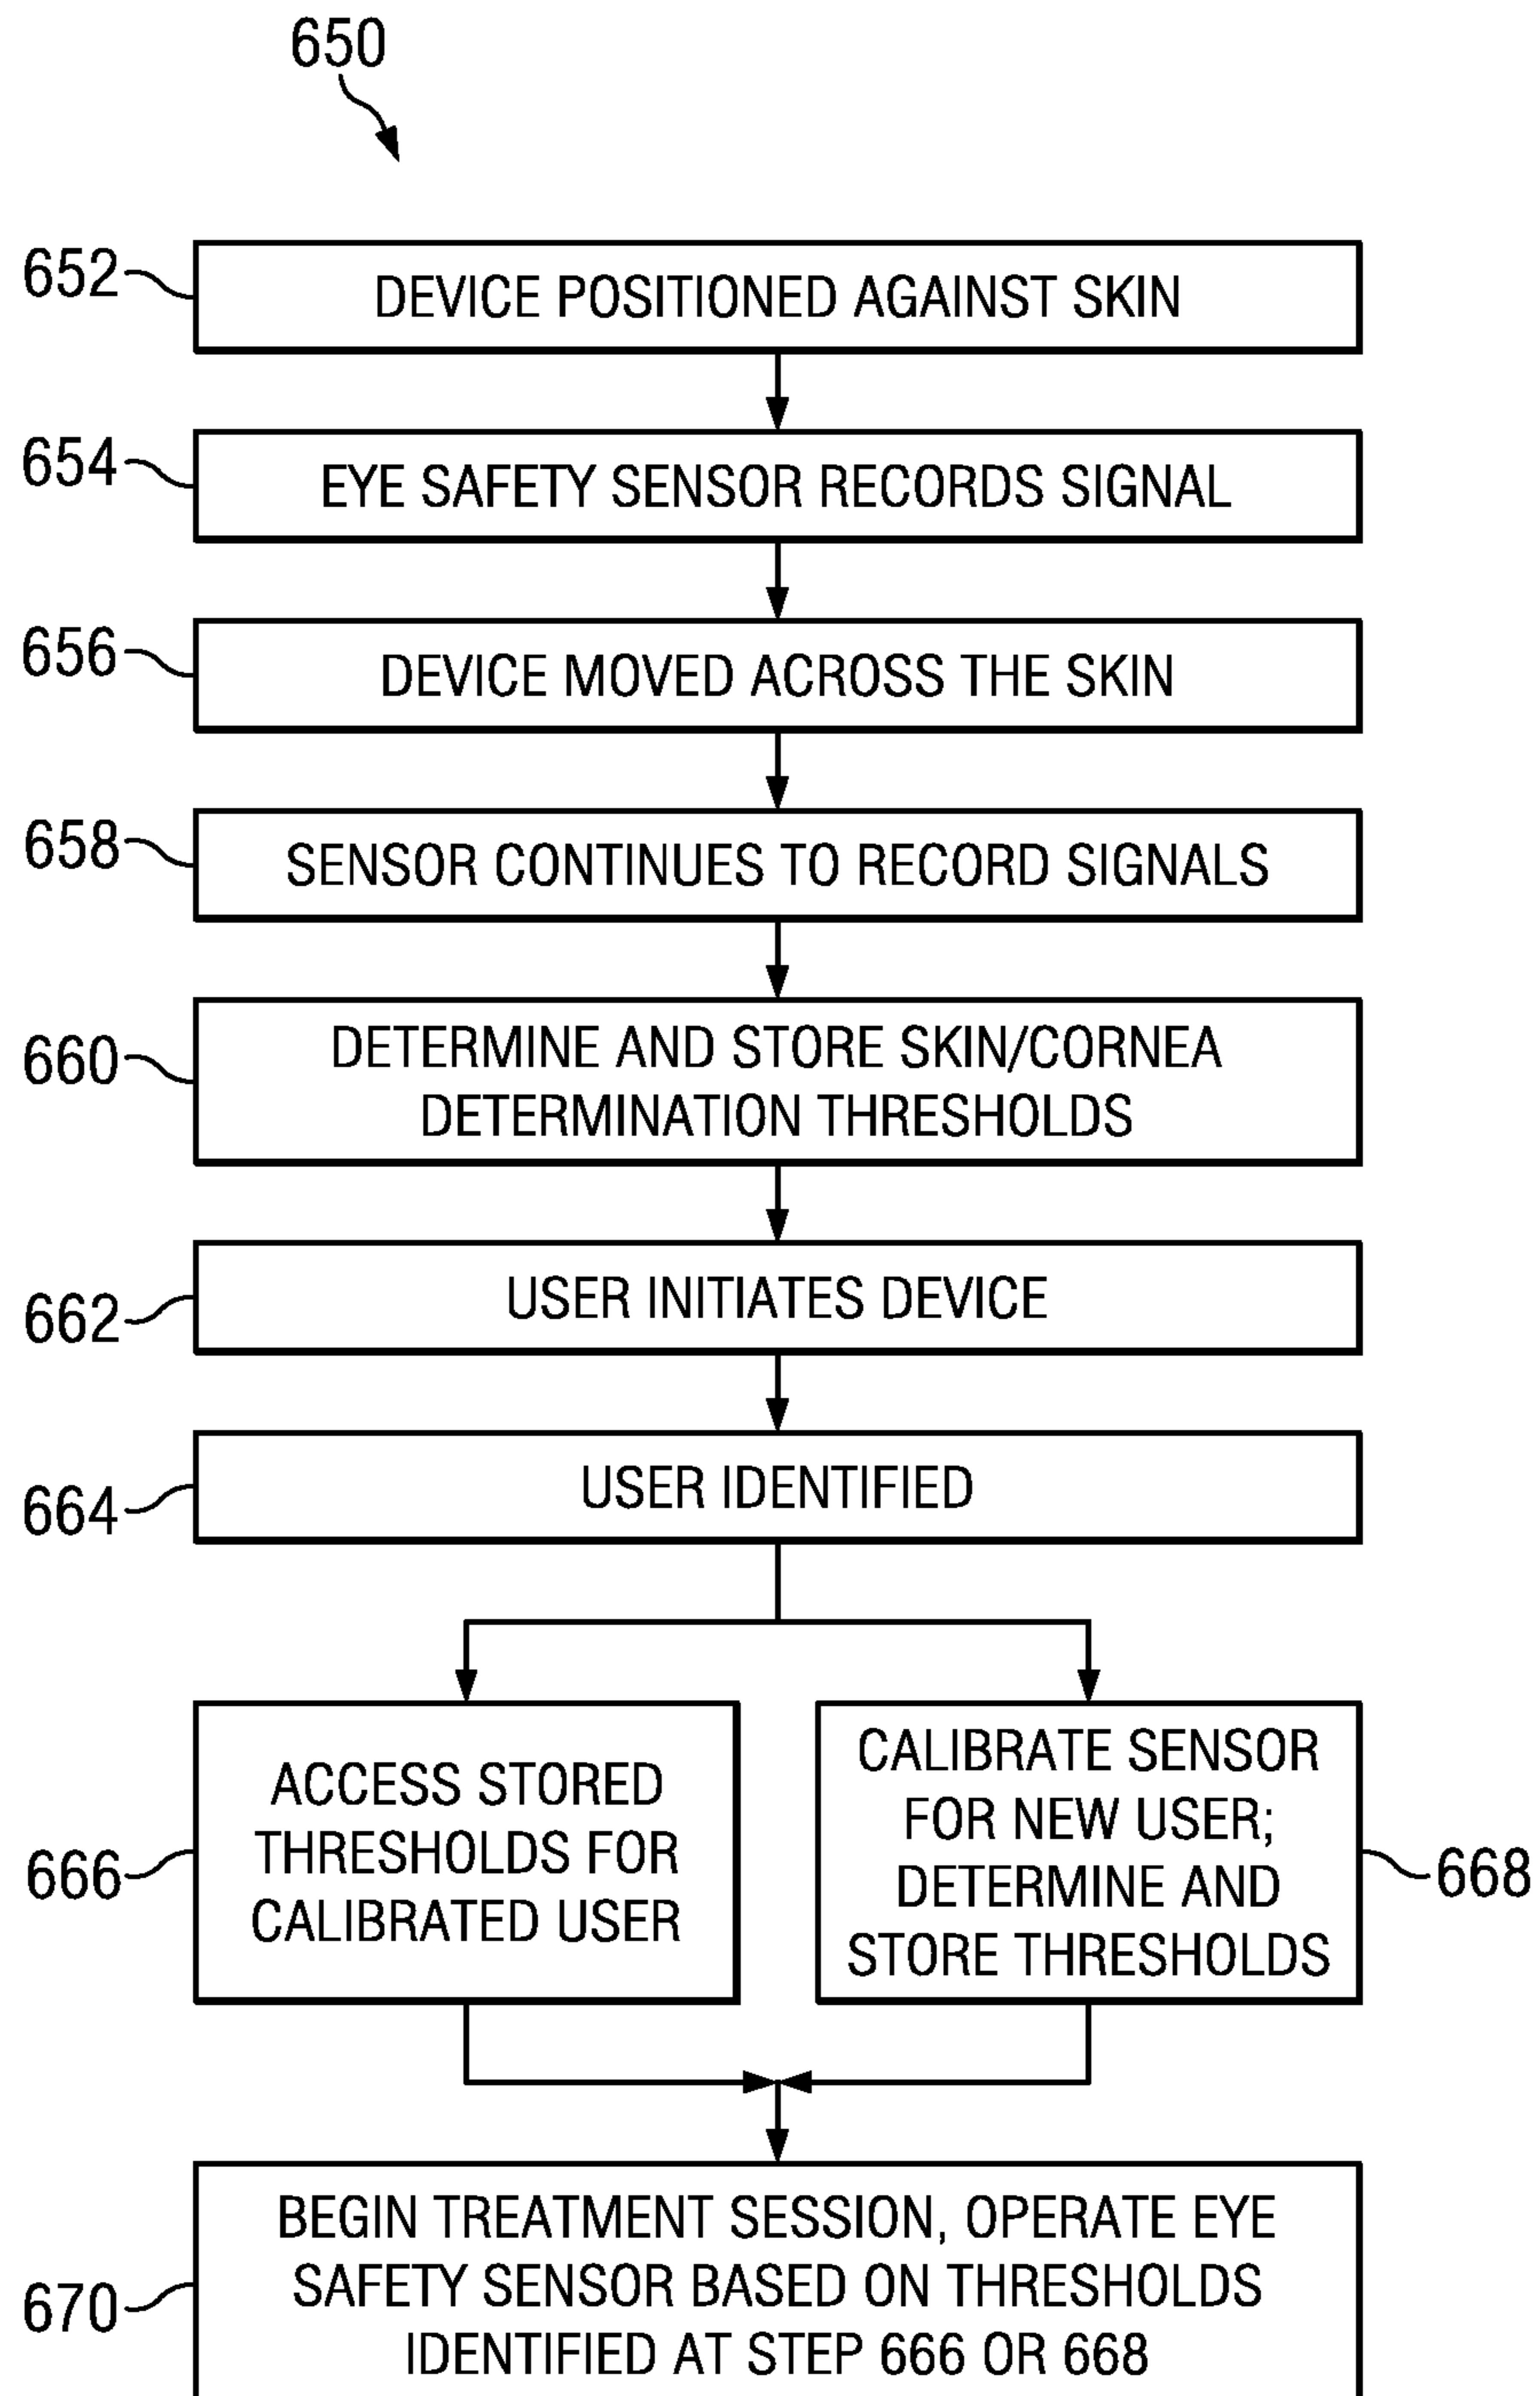 650
652
DEVICE POSITIONED AGAINST SKIN
654
EYE SAFETY SENSOR RECORDS SIGNAL
656
DEVICE MOVED ACROSS THE SKIN
658
SENSOR CONTINUES TO RECORD SIGNALS
660
DETERMINE AND STORE SKIN/CORNEA
DETERMINATION THRESHOLDS
662
USER INITIATES DEVICE
664
USER IDENTIFIED
666
ACCESS STORED
THRESHOLDS FOR
CALIBRATED USER
CALIBRATE SENSOR
FOR NEW USER;
DETERMINE AND
STORE THRESHOLDS
668
670
BEGIN TREATMENT SESSION, OPERATE EYE
SAFETY SENSOR BASED ON THRESHOLDS
IDENTIFIED AT STEP 666 OR 668